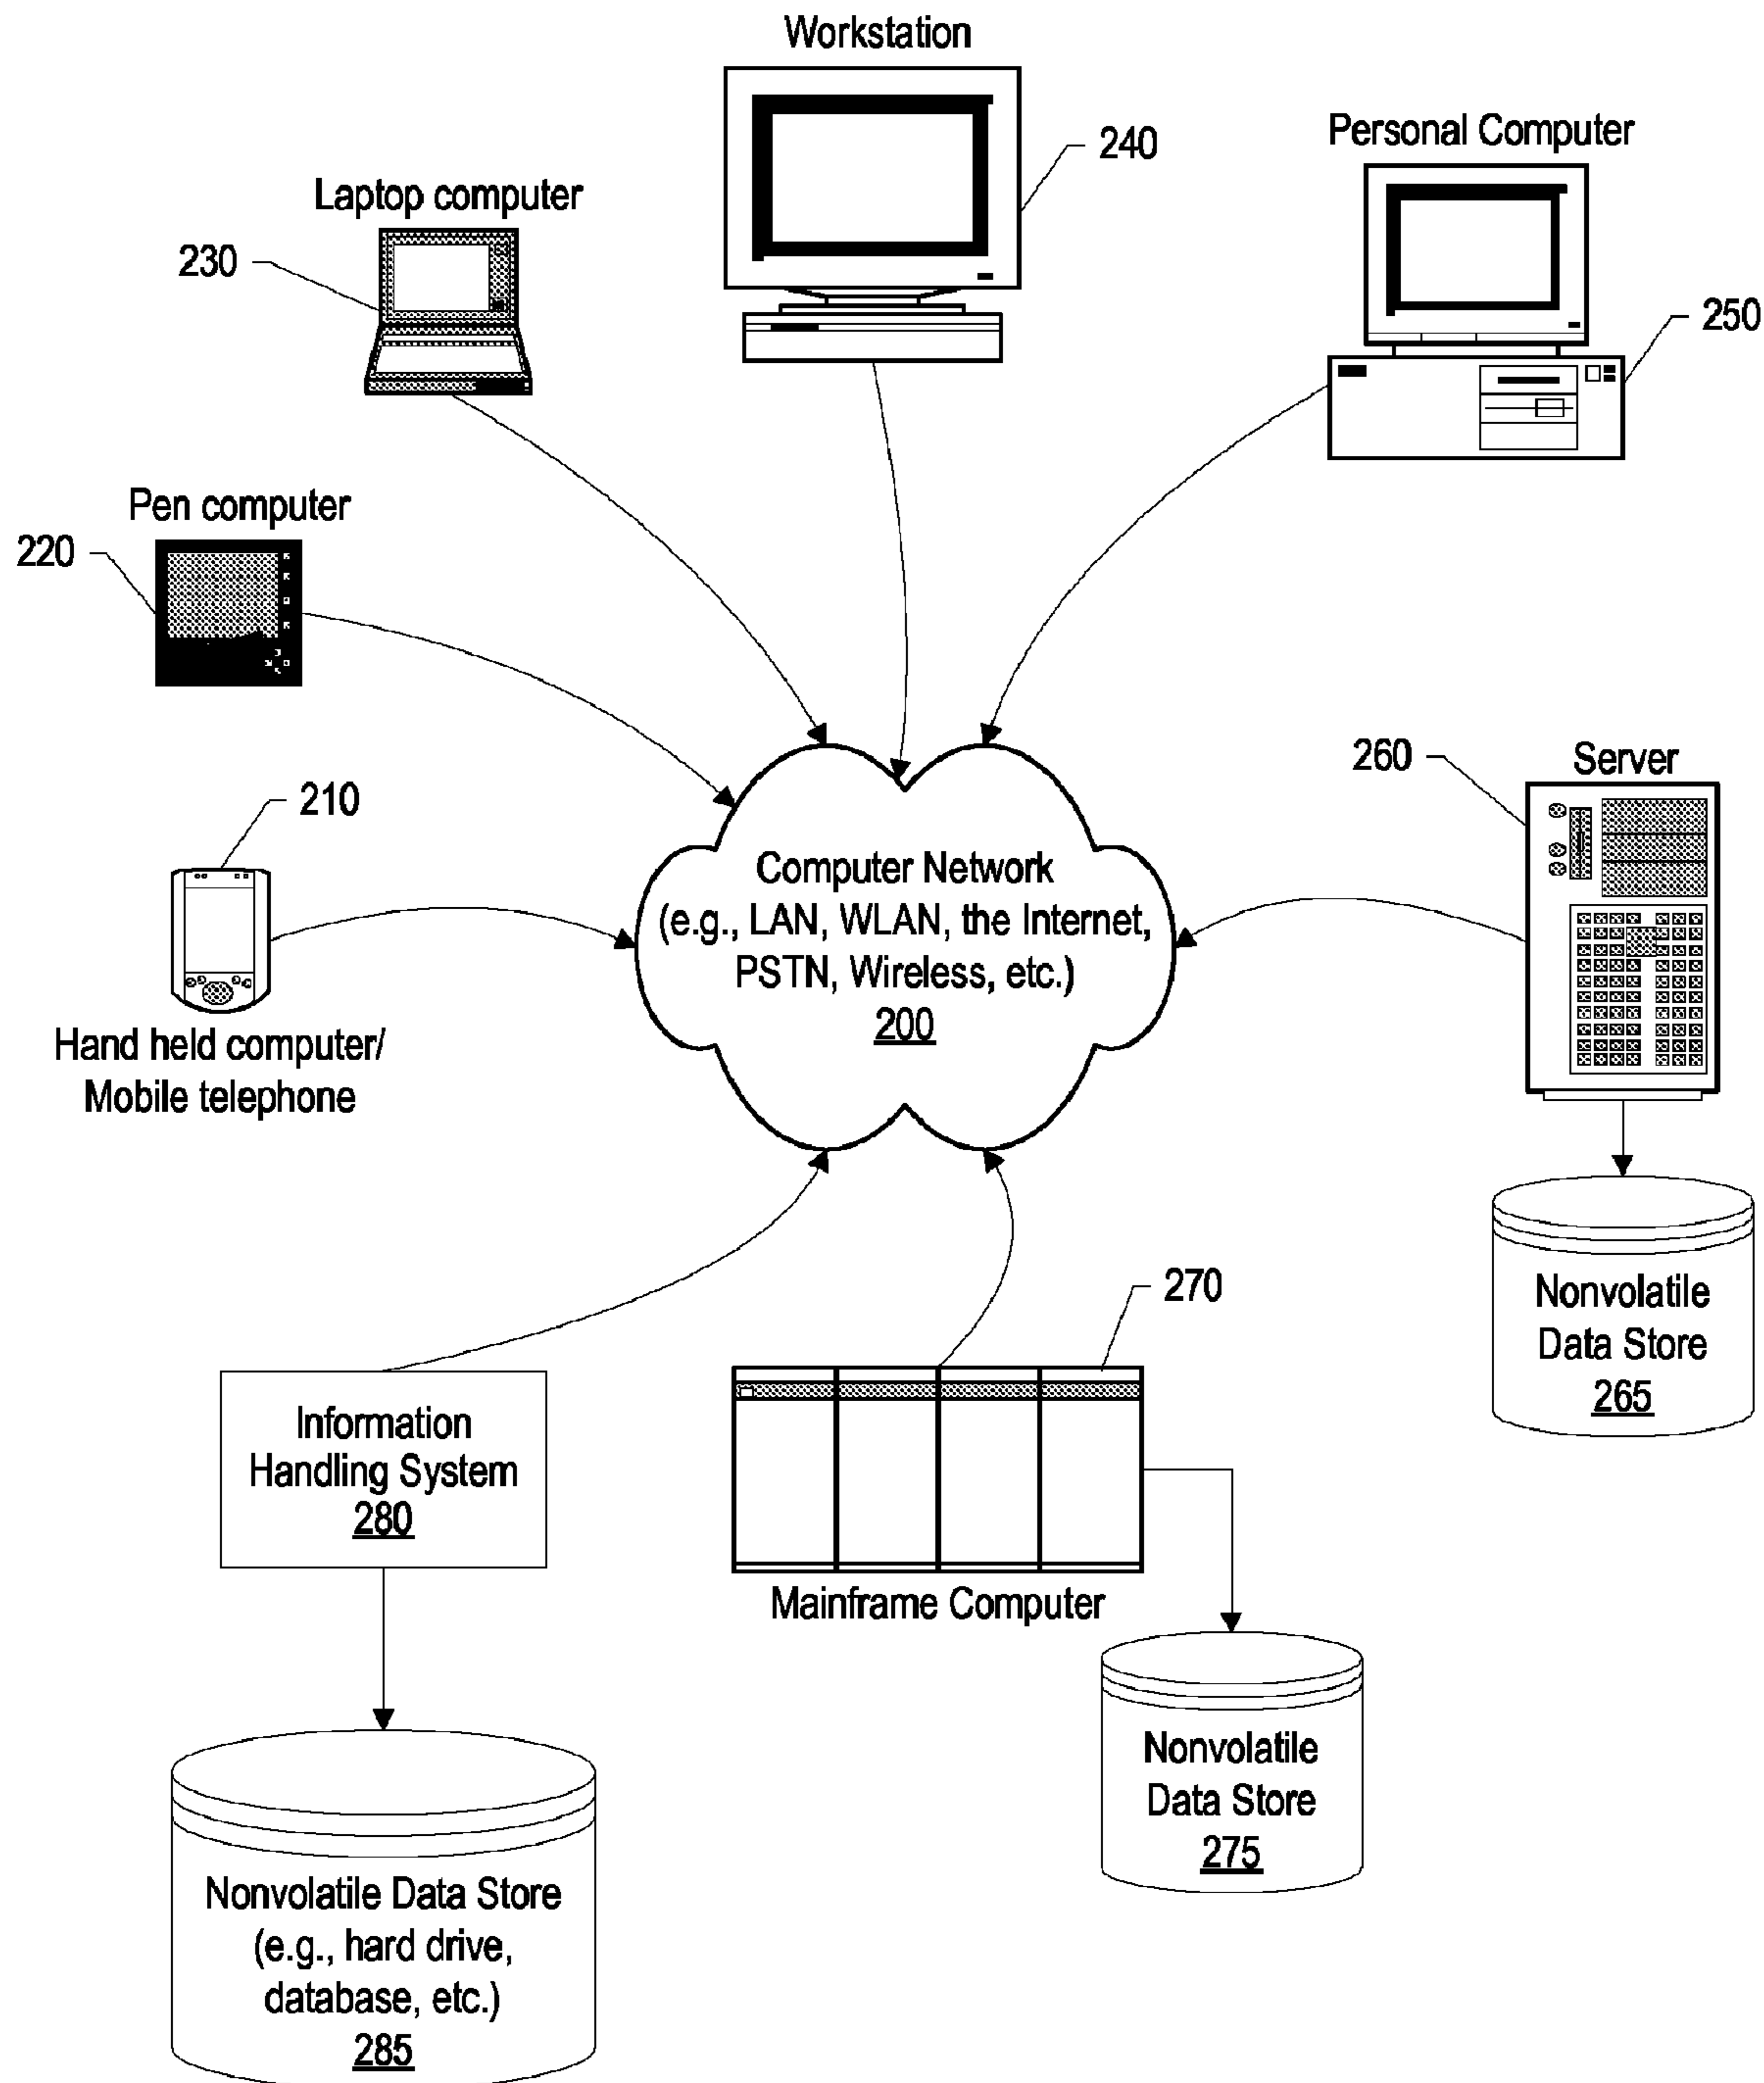 Workstation
240
Personal Computer
250
Laptop computer
230
Pen computer
220
210
Hand held computer/
Mobile telephone
Computer Network
(e.g., LAN, WLAN, the Internet,
PSTN, Wireless, etc.)
200
260
Server
Nonvolatile
Data Store
265
270
Mainframe Computer
Information
Handling System
280
Nonvolatile
Data Store
275
Nonvolatile Data Store
(e.g., hard drive,
database, etc.)
285